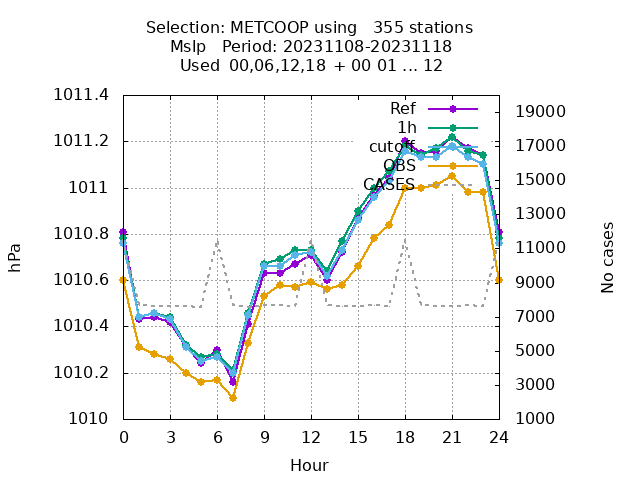 Selection: METCOOP using   355 stations
Mslp   Period: 20231108-20231118
Used  00,06,12,18 + 00 01 ... 12
1011.4
1011.2
1011
1010.8
1010.6
1010.4
1010.2
1010
hPa
Ref
1h
cutoff
OBS
CASES
19000
17000
15000
13000
11000
9000
7000
5000
3000
1000
No cases
0 3 6 9 12 15 18 21 24
Hour